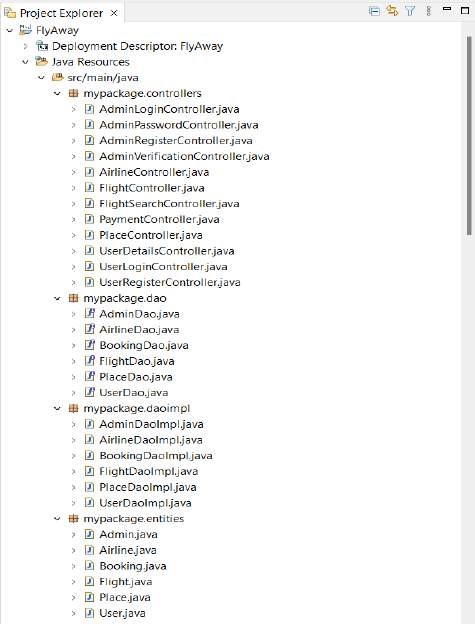 Project Explorer
FlyAway
Deployment Descriptor: FlyAway
Java Resources
src/main/java
mypackage.controllers
AdminLoginController.java
AdminPasswordController.java
AdminRegisterController.java
AdminVerificationController.java
AirlineController.java
FlightController.java
FlightSearchController.java
PaymentController.java
PlaceController.java
UserDetailsController.java
UserLoginController.java
UserRegisterController.java
mypackage.dao
AdminDao.java
AirlineDao.java
BookingDao.java
FlightDao.java
PlaceDao.java
UserDao.java
mypackage.daoimpl
AdminDaoImpl.java
AirlineDaoImpl.java
BookingDaoImpl.java
FlightDaoImpl.java
PlaceDaoImpl.java
UserDaoImpl.java
mypackage.entities
Admin.java
Airline.java
Booking.java
Flight.java
Place.java
User.java